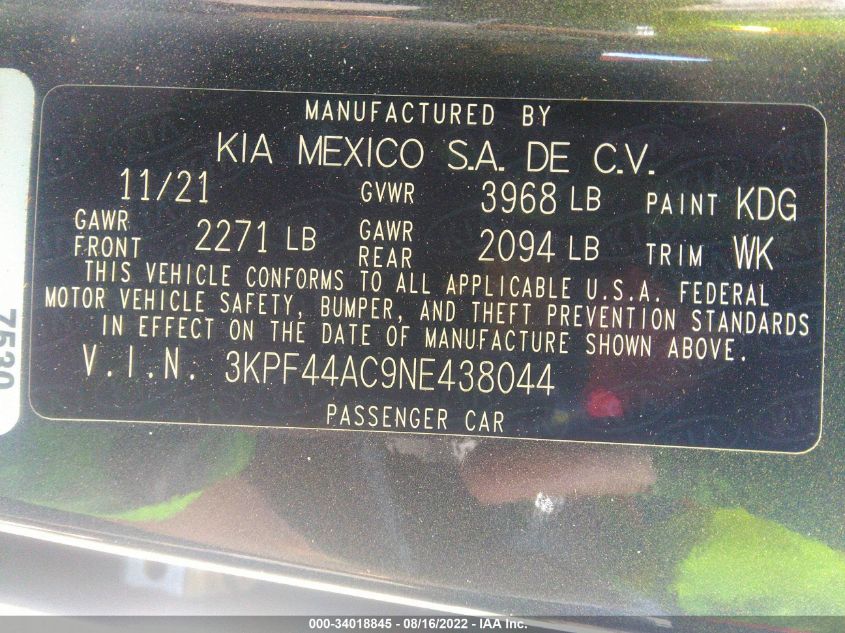 MANUFACTURED BY
KIA MEXICO S.A. DE C.V.
11/21 GVWR 3968 LB PAINT KDG
GAWR FRONT 2271 LB GAWR REAR 2094 LB TRIM WK
THIS VEHICLE CONFORMS TO ALL APPLICABLE U.S.A. FEDERAL
MOTOR VEHICLE SAFETY, BUMPER, AND THEFT PREVENTION STANDARDS
IN EFFECT ON THE DATE OF MANUFACTURE SHOWN ABOVE.
V.I.N. 3KPF44AC9NE438044
PASSENGER CAR
7530
000-34018845 - 08/16/2022 - IAA Inc.